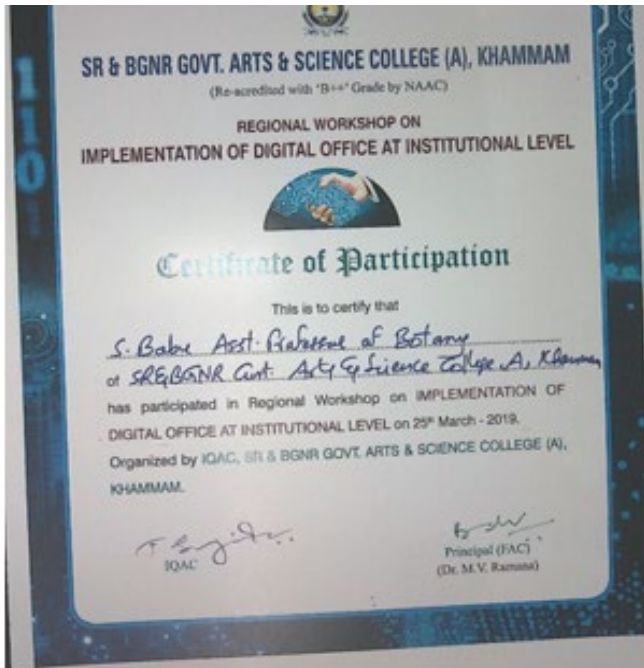 SR & BGNR GOVT. ARTS & SCIENCE COLLEGE (A), KHAMMAM
(Re-acredited with 'B++' Grade by NAAC)
REGIONAL WORKSHOP ON
IMPLEMENTATION OF DIGITAL OFFICE AT INSTITUTIONAL LEVEL
Certificate of Participation
This is to certify that
S. Babu Asst. Professor of Botany
of SR&BGNR Govt. Arts & Science College A, Khammam
has participated in Regional Workshop on IMPLEMENTATION OF
DIGITAL OFFICE AT INSTITUTIONAL LEVEL on 25th March - 2019.
Organized by IQAC, SR & BGNR GOVT. ARTS & SCIENCE COLLEGE (A),
KHAMMAM.
IQAC
Principal (FAC)
(Dr. M.V. Ramana)